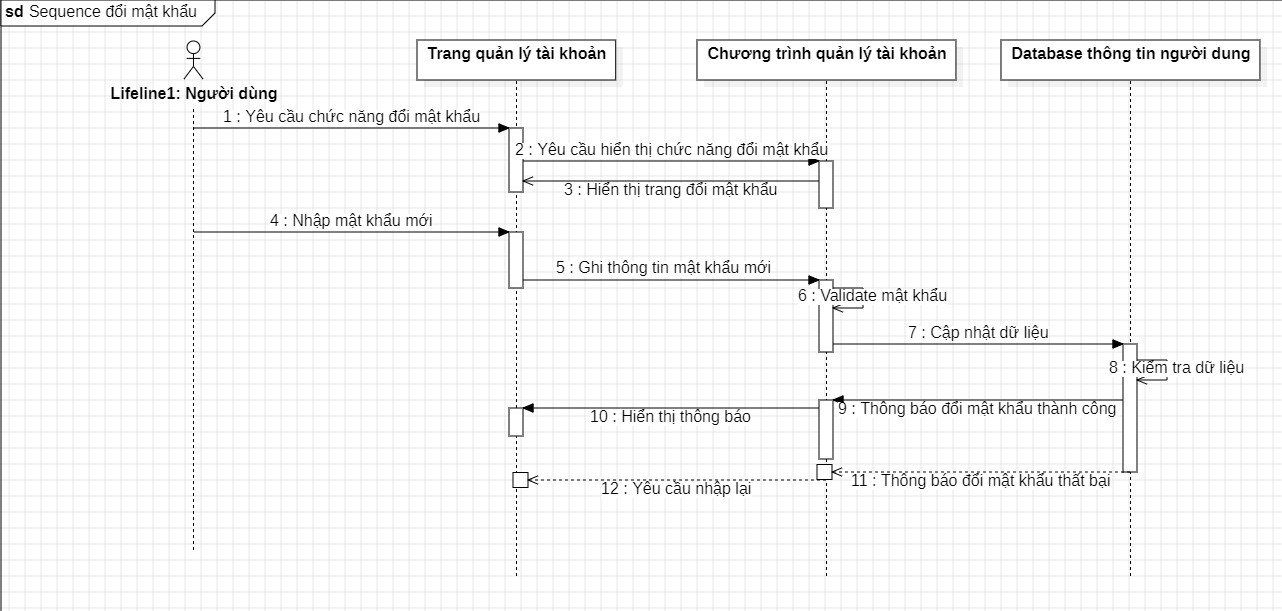 sd Sequence đổi mật khẩu
Trang quản lý tài khoản
Chương trình quản lý tài khoản
Database thông tin người dung
Lifeline1: Người dùng
1 : Yêu cầu chức năng đổi mật khẩu
2 : Yêu cầu hiển thị chức năng đổi mật khẩu
3 : Hiển thị trang đổi mật khẩu
4 : Nhập mật khẩu mới
5 : Ghi thông tin mật khẩu mới
6 : Validate mật khẩu
7 : Cập nhật dữ liệu
8 : Kiểm tra dữ liệu
9 : Thông báo đổi mật khẩu thành công
10 : Hiển thị thông báo
11 : Thông báo đổi mật khẩu thất bại
12 : Yêu cầu nhập lại